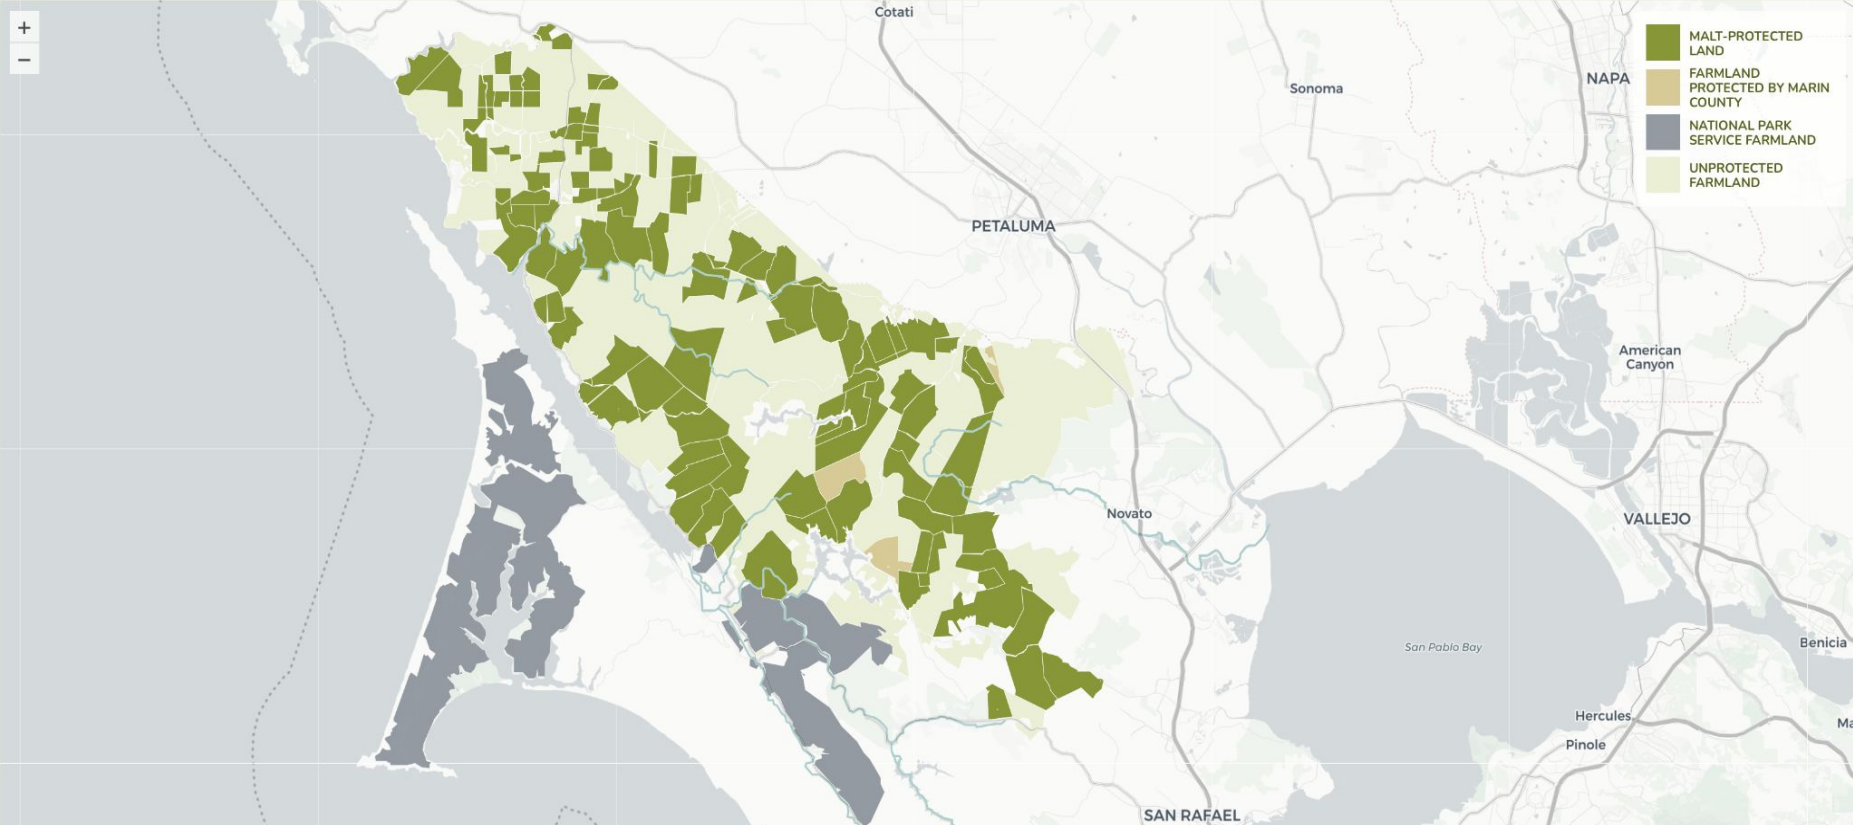 +
−
Cotati
Sonoma
NAPA
PETALUMA
American
Canyon
Novato
VALLEJO
San Pablo Bay
Benicia
Hercules
Pinole
Ma
SAN RAFAEL
MALT-PROTECTED
LAND
FARMLAND
PROTECTED BY MARIN
COUNTY
NATIONAL PARK
SERVICE FARMLAND
UNPROTECTED
FARMLAND